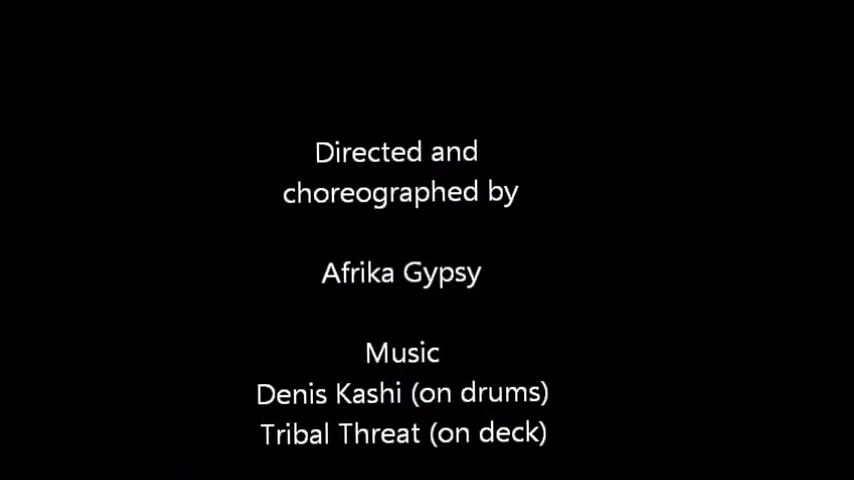 Directed and
choreographed by
Afrika Gypsy
Music
Denis Kashi (on drums)
Tribal Threat (on deck)